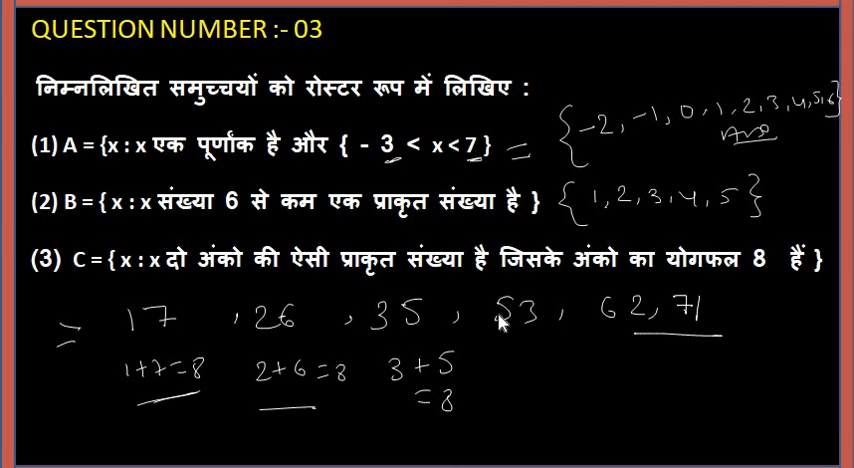 QUESTION NUMBER :- 03
निम्नलिखित समुच्चयों को रोस्टर रूप में लिखिए :
{-2, -1, 0, 1, 2, 3, 4, 5, 6}
(1) A = {x : x एक पूर्णांक है और { - 3 < x < 7 } =
Ans
(2) B = { x : x संख्या 6 से कम एक प्राकृत संख्या है } {1, 2, 3, 4, 5}
(3) C = { x : x दो अंको की ऐसी प्राकृत संख्या है जिसके अंको का योगफल 8 हैं }
= 17 , 26 , 35 , 53 , 62, 71
1+7=8 2+6=8 3+5
=8